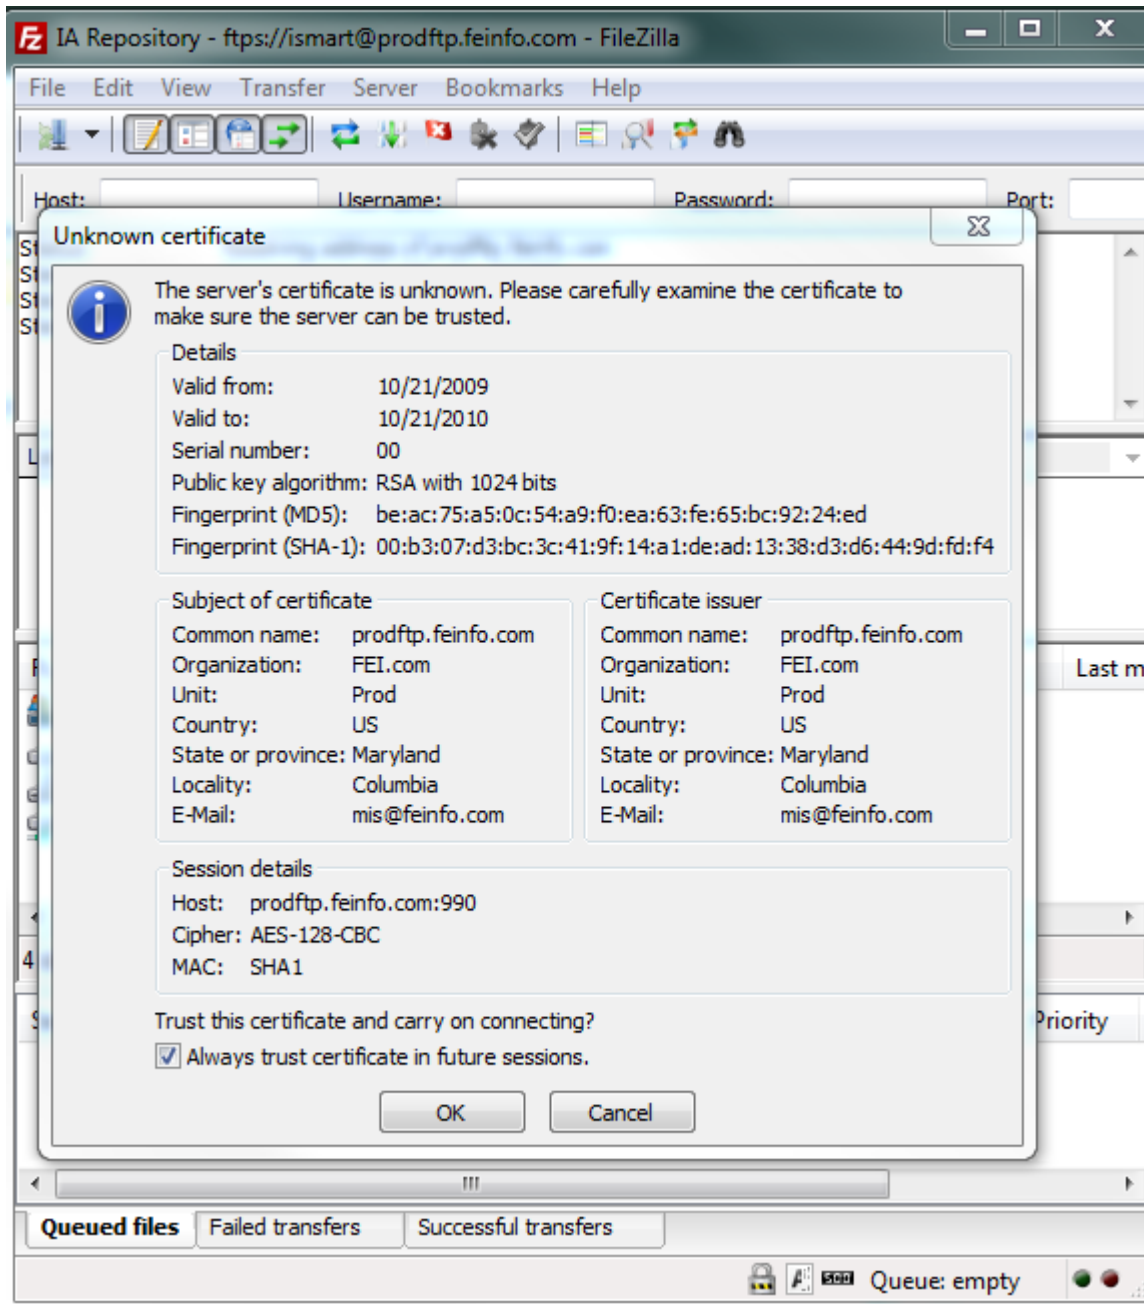 IA Repository - ftps://ismart@prodftp.feinfo.com - FileZilla
File Edit View Transfer Server Bookmarks Help
Host: Username: Password: Port:
Unknown certificate
The server's certificate is unknown. Please carefully examine the certificate to
make sure the server can be trusted.
Details
Valid from: 10/21/2009
Valid to: 10/21/2010
Serial number: 00
Public key algorithm: RSA with 1024 bits
Fingerprint (MD5): be:ac:75:a5:0c:54:a9:f0:ea:63:fe:65:bc:92:24:ed
Fingerprint (SHA-1): 00:b3:07:d3:bc:3c:41:9f:14:a1:de:ad:13:38:d3:d6:44:9d:fd:f4
Subject of certificate
Common name: prodftp.feinfo.com
Organization: FEI.com
Unit: Prod
Country: US
State or province: Maryland
Locality: Columbia
E-Mail: mis@feinfo.com
Certificate issuer
Common name: prodftp.feinfo.com
Organization: FEI.com
Unit: Prod
Country: US
State or province: Maryland
Locality: Columbia
E-Mail: mis@feinfo.com
Last m
Session details
Host: prodftp.feinfo.com:990
Cipher: AES-128-CBC
MAC: SHA1
4
Trust this certificate and carry on connecting?
Priority
Always trust certificate in future sessions.
OK Cancel
Queued files Failed transfers Successful transfers
Queue: empty